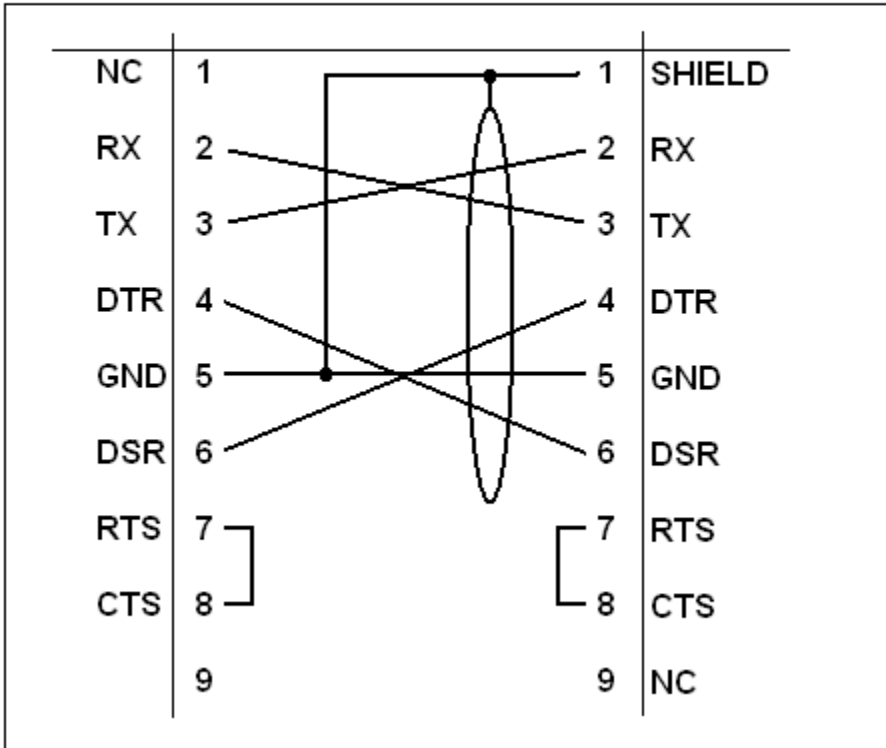 NC 1 1 SHIELD
RX 2 2 RX
TX 3 3 TX
DTR 4 4 DTR
GND 5 5 GND
DSR 6 6 DSR
RTS 7 7 RTS
CTS 8 8 CTS
9 9 NC